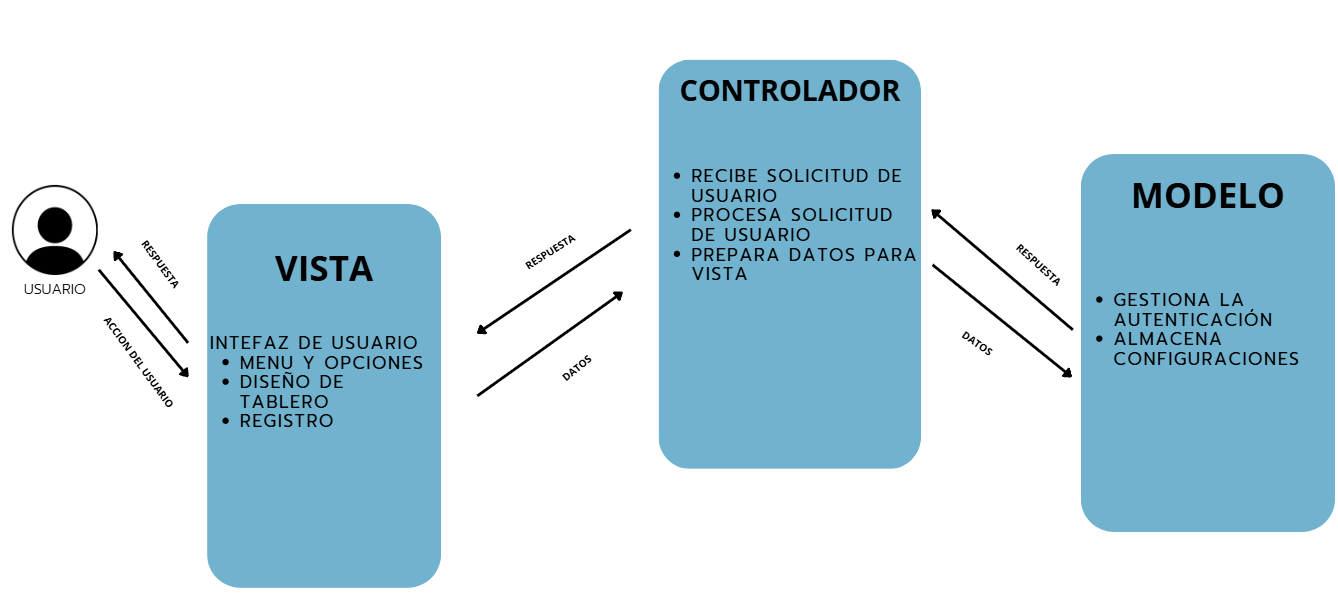 USUARIO
RESPUESTA
ACCION DEL USUARIO
VISTA
INTEFAZ DE USUARIO
• MENU Y OPCIONES
• DISEÑO DE
TABLERO
• REGISTRO
RESPUESTA
DATOS
CONTROLADOR
• RECIBE SOLICITUD DE
USUARIO
• PROCESA SOLICITUD
DE USUARIO
• PREPARA DATOS PARA
VISTA
RESPUESTA
DATOS
MODELO
• GESTIONA LA
AUTENTICACIÓN
• ALMACENA
CONFIGURACIONES